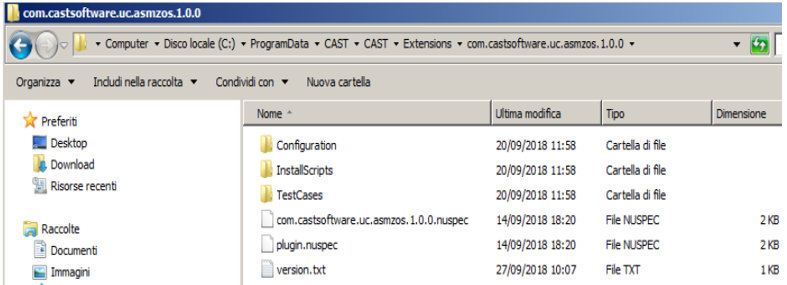 com.castsoftware.uc.asmzos.1.0.0
Computer Disco locale (C:) ProgramData CAST CAST Extensions com.castsoftware.uc.asmzos.1.0.0
Organizza Includi nella raccolta Condividi con Nuova cartella
Preferiti
Desktop
Download
Risorse recenti
Raccolte
Documenti
Immagini
Nome Ultima modifica Tipo Dimensione
Configuration 20/09/2018 11:58 Cartella di file
InstallScripts 20/09/2018 11:58 Cartella di file
TestCases 20/09/2018 11:58 Cartella di file
com.castsoftware.uc.asmzos.1.0.0.nuspec 14/09/2018 18:20 File NUSPEC 2 KB
plugin.nuspec 14/09/2018 18:20 File NUSPEC 2 KB
version.txt 27/09/2018 10:07 File TXT 1 KB